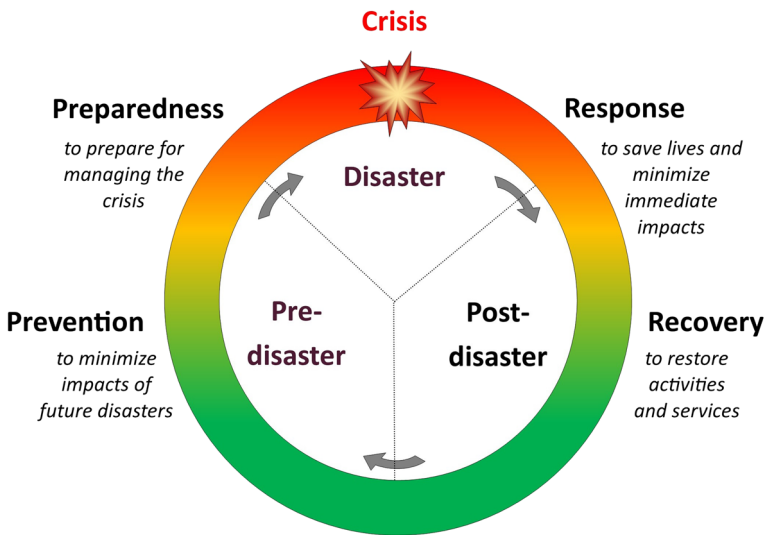 Crisis
Preparedness
to prepare for
managing the
crisis
Response
to save lives and
minimize
immediate
impacts
Disaster
Pre-
disaster
Post-
disaster
Prevention
to minimize
impacts of
future disasters
Recovery
to restore
activities
and services